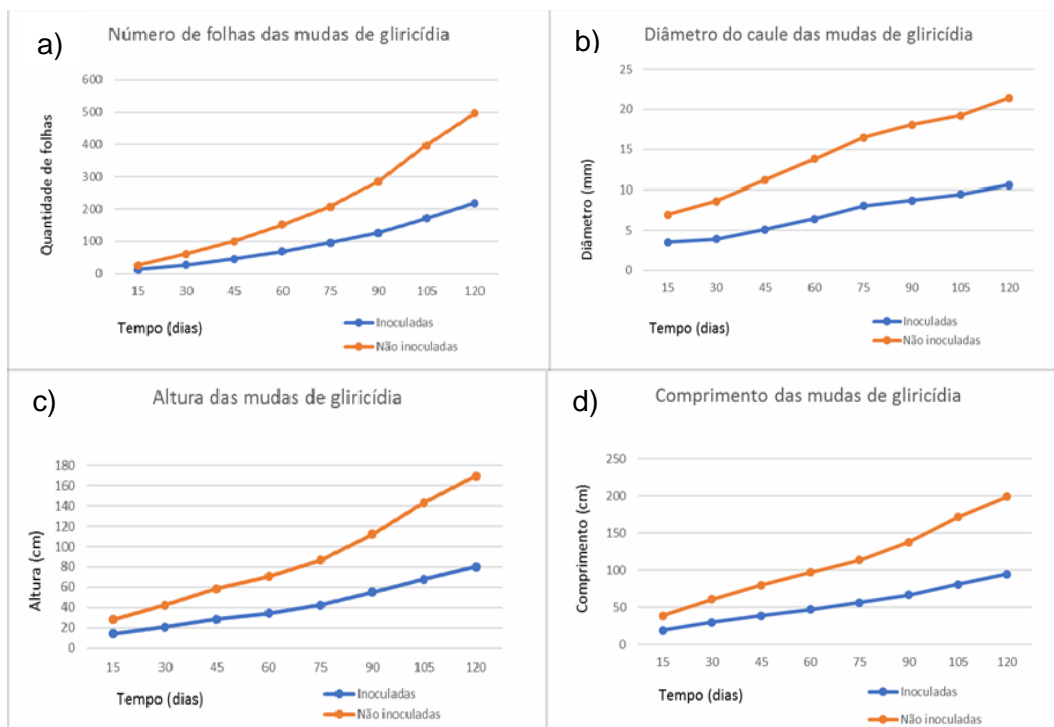 a)
Número de folhas das mudas de gliricídia
Quantidade de folhas
600
500
400
300
200
100
0
15 30 45 60 75 90 105 120
Tempo (dias)
Inoculadas
Não inoculadas
b)
Diâmetro do caule das mudas de gliricídia
Diâmetro (mm)
25
20
15
10
5
0
15 30 45 60 75 90 105 120
Tempo (dias)
Inoculadas
Não inoculadas
c)
Altura das mudas de gliricídia
Altura (cm)
180
160
140
120
100
80
60
40
20
0
15 30 45 60 75 90 105 120
Tempo (dias)
Inoculadas
Não inoculadas
d)
Comprimento das mudas de gliricídia
Comprimento (cm)
250
200
150
100
50
0
15 30 45 60 75 90 105 120
Tempo (dias)
Inoculadas
Não inoculadas